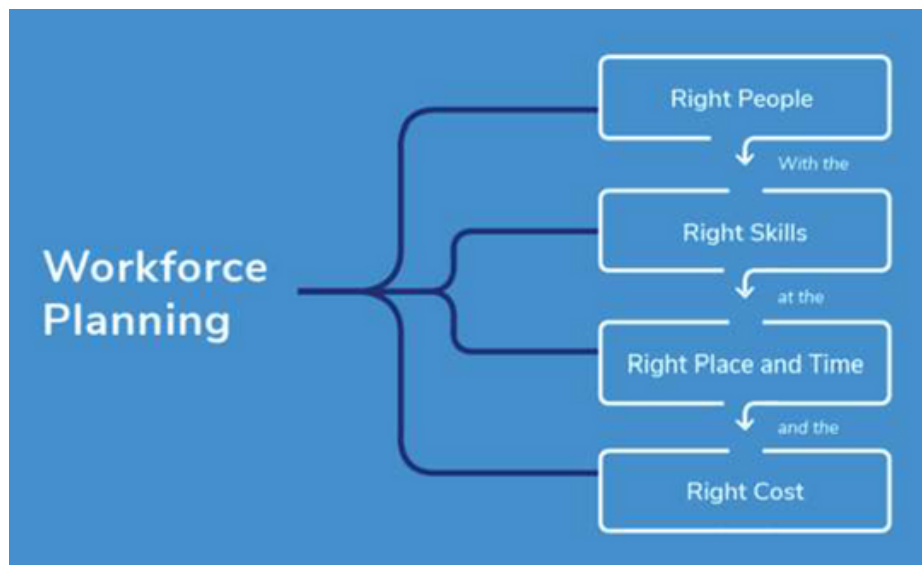 Workforce
Planning
Right People
With the
Right Skills
at the
Right Place and Time
and the
Right Cost